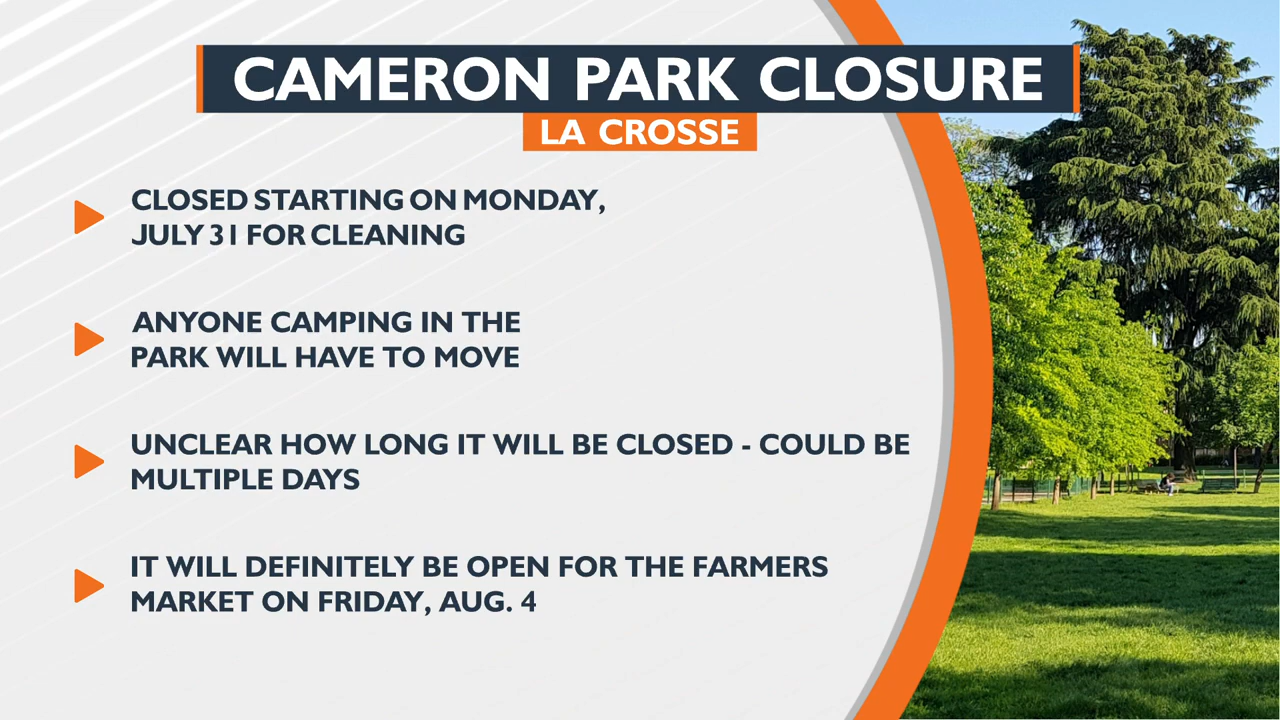 CAMERON PARK CLOSURE
LA CROSSE
CLOSED STARTING ON MONDAY,
JULY 31 FOR CLEANING
ANYONE CAMPING IN THE
PARK WILL HAVE TO MOVE
UNCLEAR HOW LONG IT WILL BE CLOSED - COULD BE
MULTIPLE DAYS
IT WILL DEFINITELY BE OPEN FOR THE FARMERS
MARKET ON FRIDAY, AUG. 4